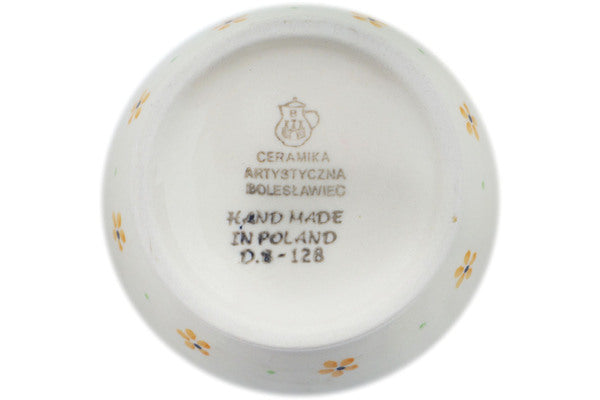 CERAMIKA
ARTYSTYCZNA
BOLESŁAWIEC
HAND MADE
IN POLAND
D.8-128